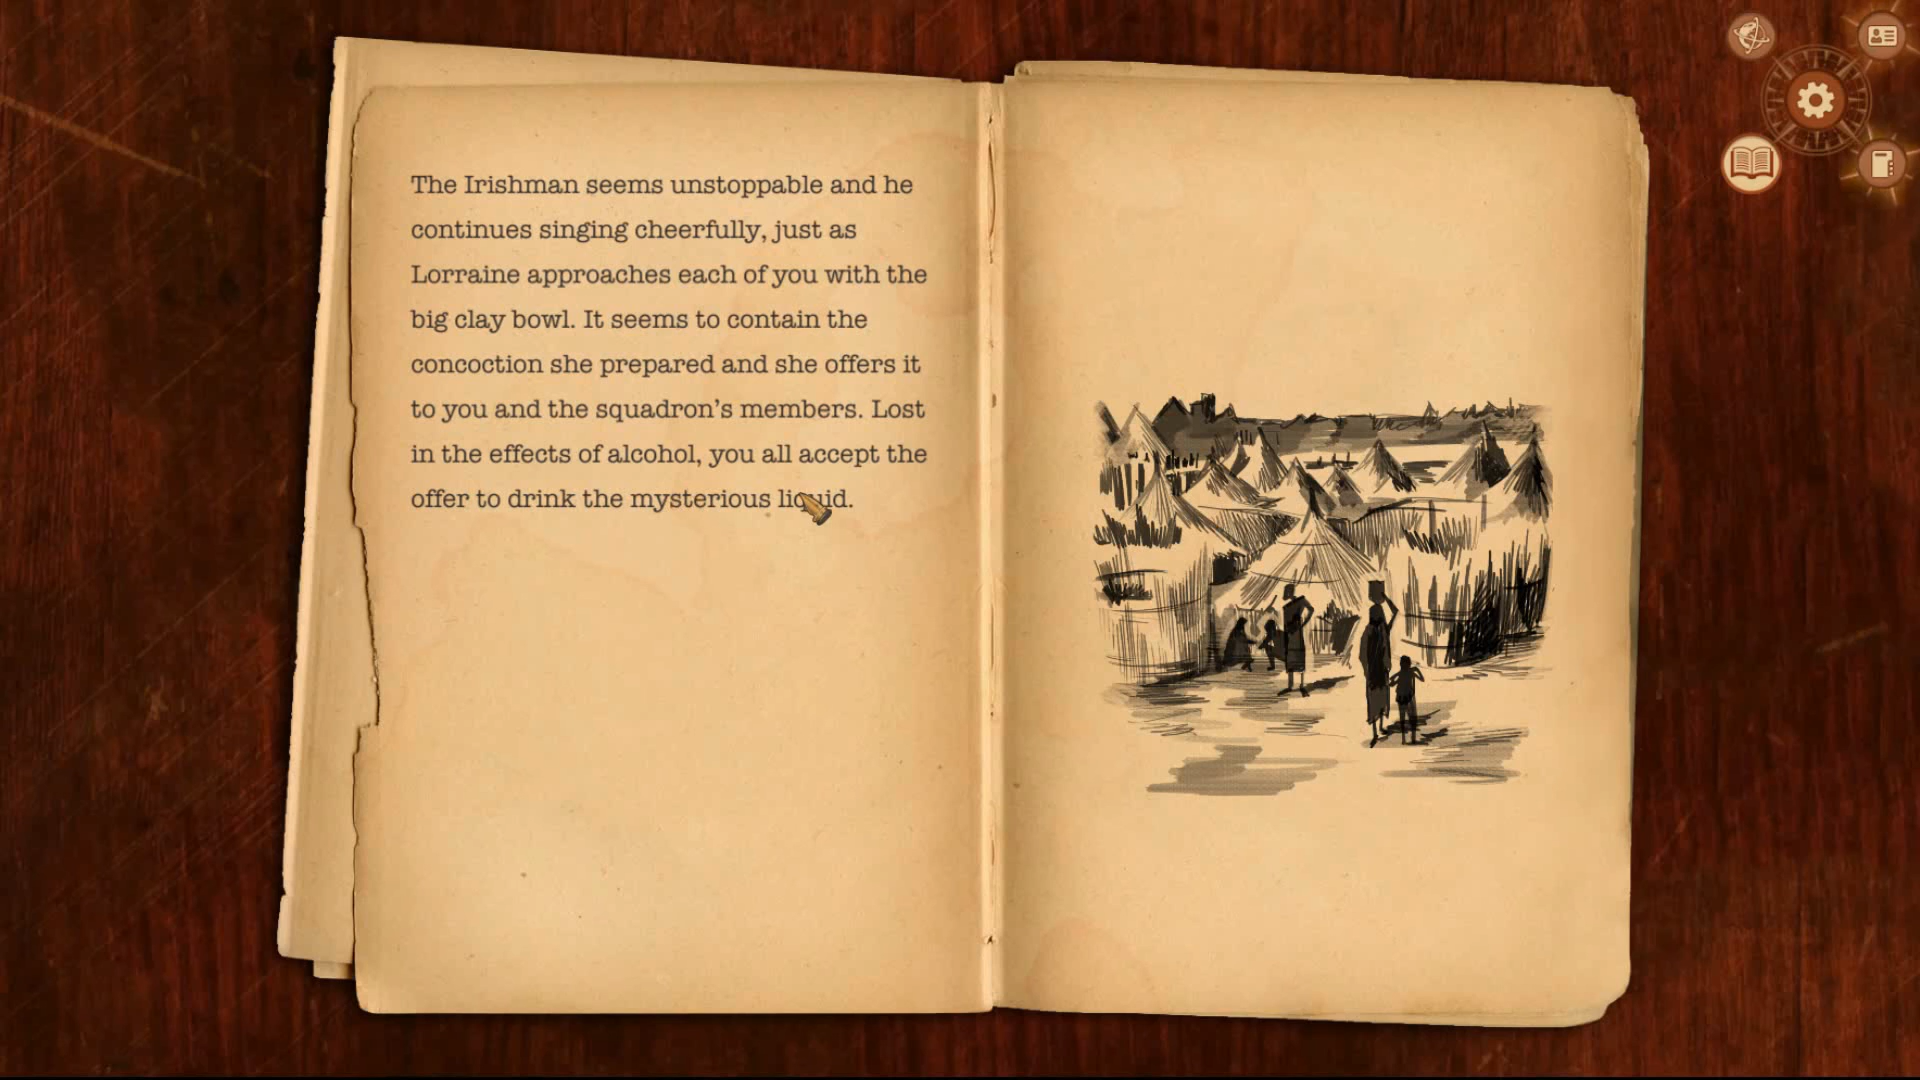 The Irishman seems unstoppable and he
continues singing cheerfully, just as
Lorraine approaches each of you with the
big clay bowl. It seems to contain the
concoction she prepared and she offers it
to you and the squadron's members. Lost
in the effects of alcohol, you all accept the
offer to drink the mysterious liquid.